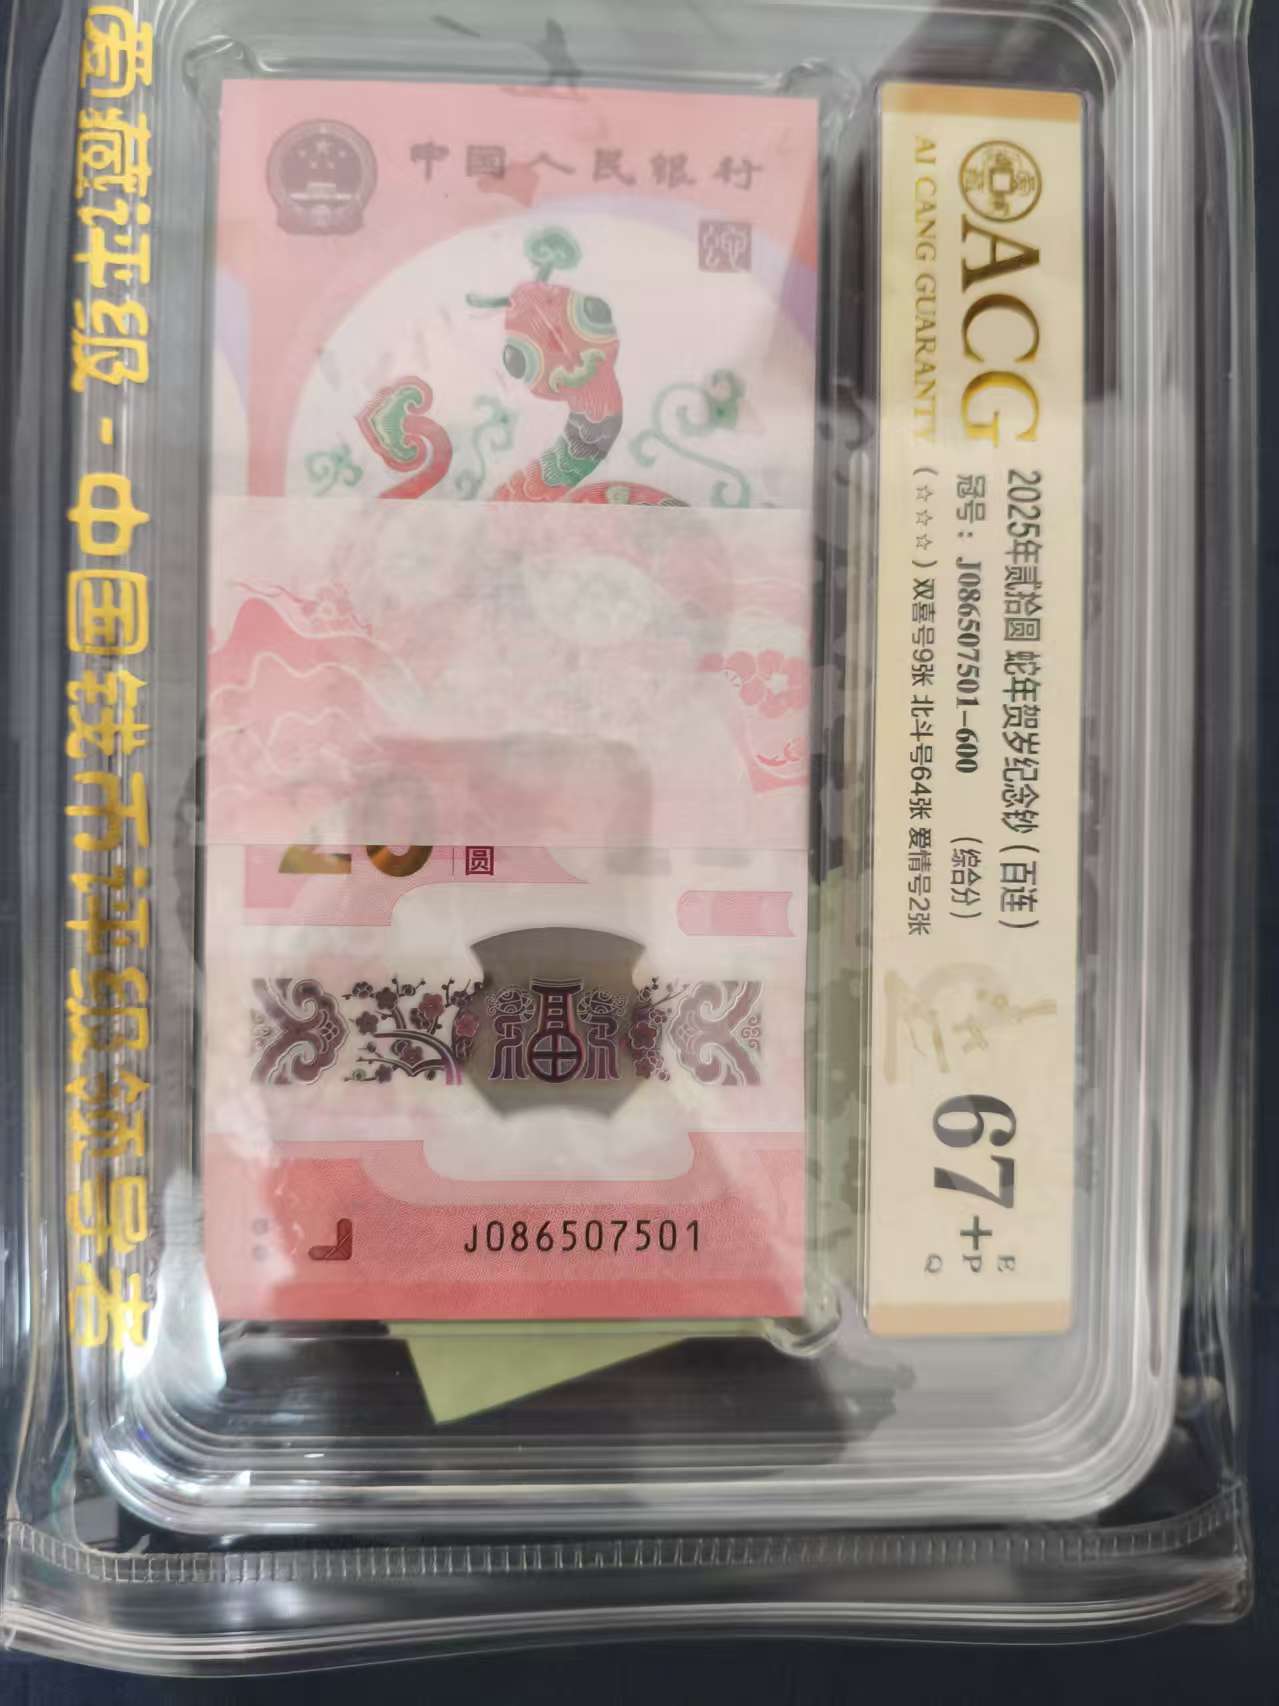 爱藏评级-中国钱币评级领导者
中国人民银行
20
圆
J086507501
ACG
AI CANG GUARANTY
2025年贰拾圆 蛇年贺岁纪念钞（百连）
冠号：J086507501-600 （综合分）
（☆☆☆）双喜号9张 北斗号64张 爱情号2张
67+
E
P
Q